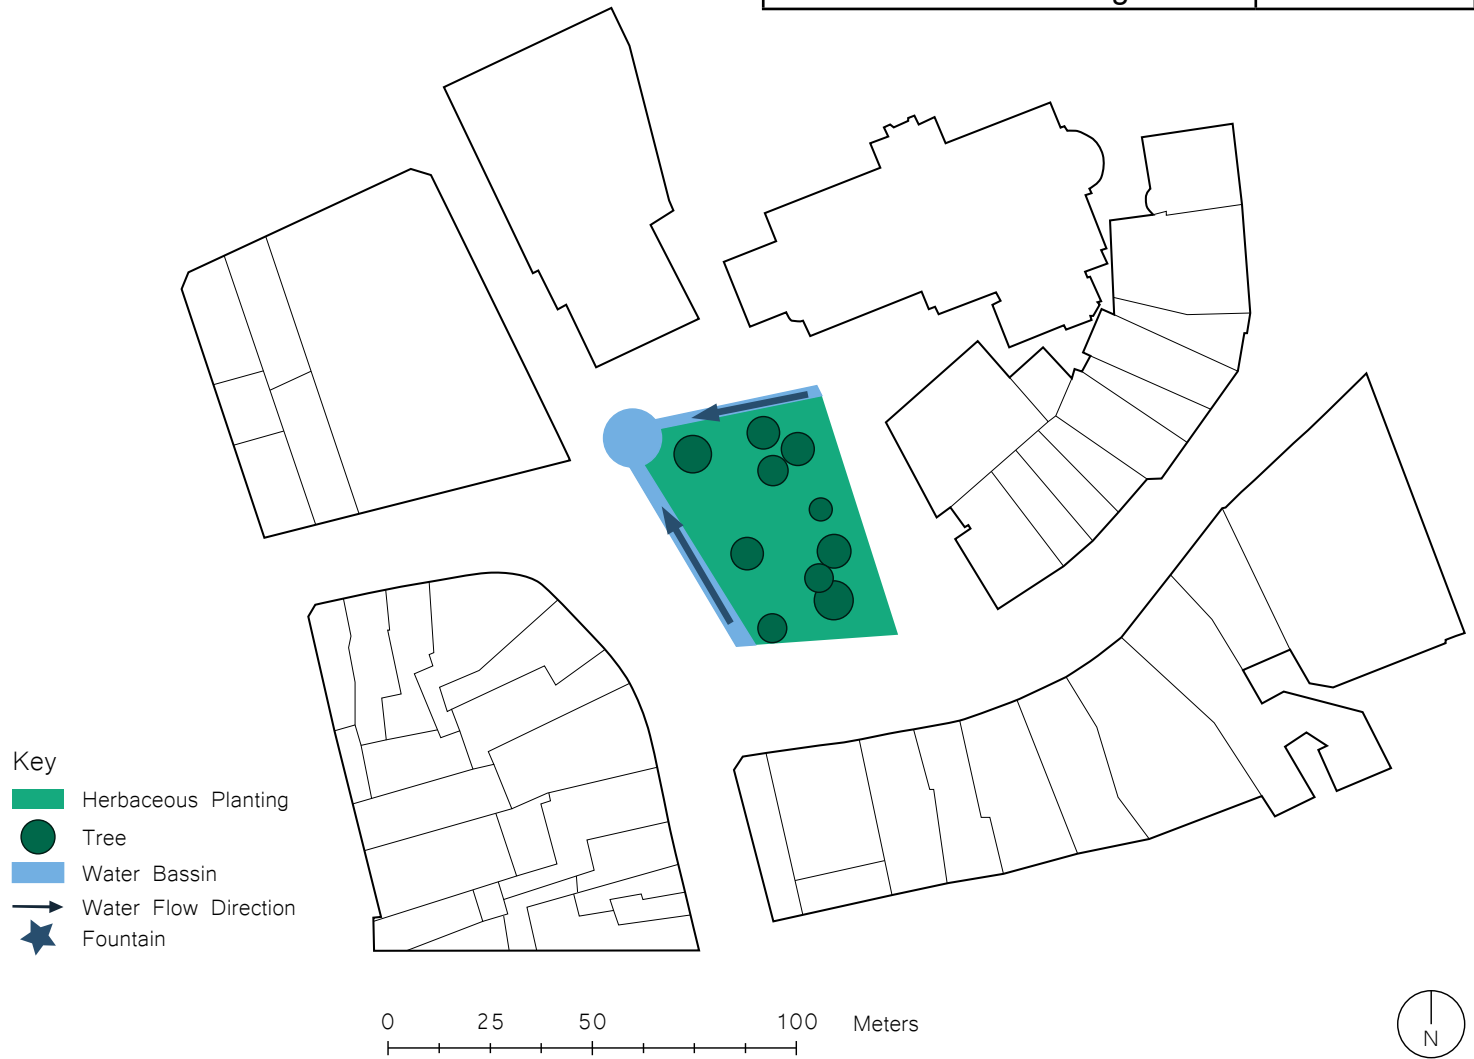 Key
Herbaceous Planting
Tree
Water Bassin
Water Flow Direction
Fountain
0 25 50 100 Meters
N